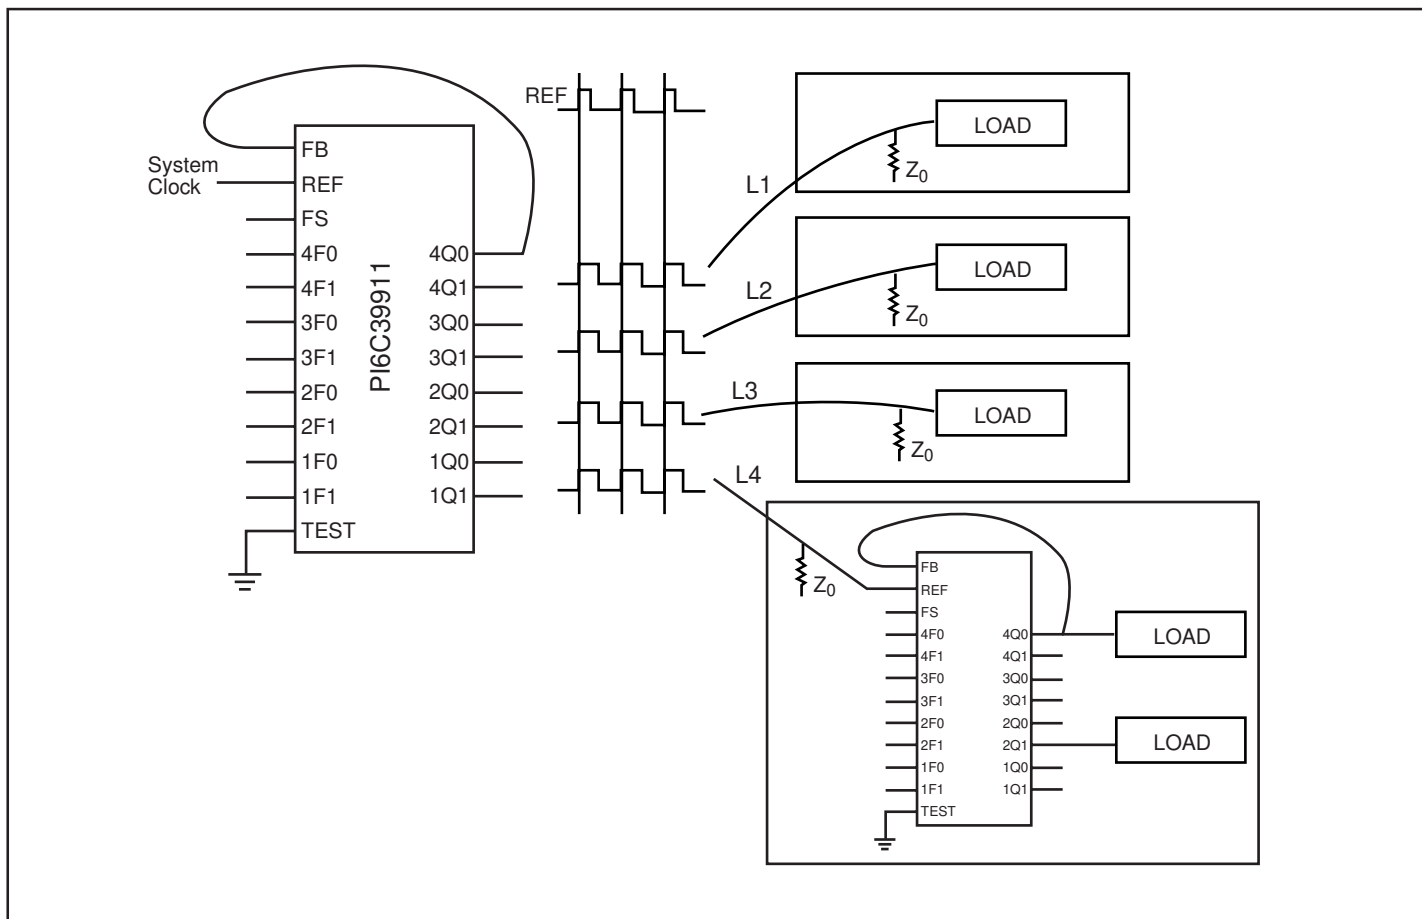 System
Clock
FB
REF
FS
4F0
4F1
3F0
3F1
2F0
2F1
1F0
1F1
TEST
PI6C39911
4Q0
4Q1
3Q0
3Q1
2Q0
2Q1
1Q0
1Q1
REF
L1
LOAD
Z0
L2
LOAD
Z0
L3
LOAD
Z0
L4
Z0
FB
REF
FS
4F0
4F1
3F0
3F1
2F0
2F1
1F0
1F1
TEST
4Q0
4Q1
3Q0
3Q1
2Q0
2Q1
1Q0
1Q1
LOAD
LOAD